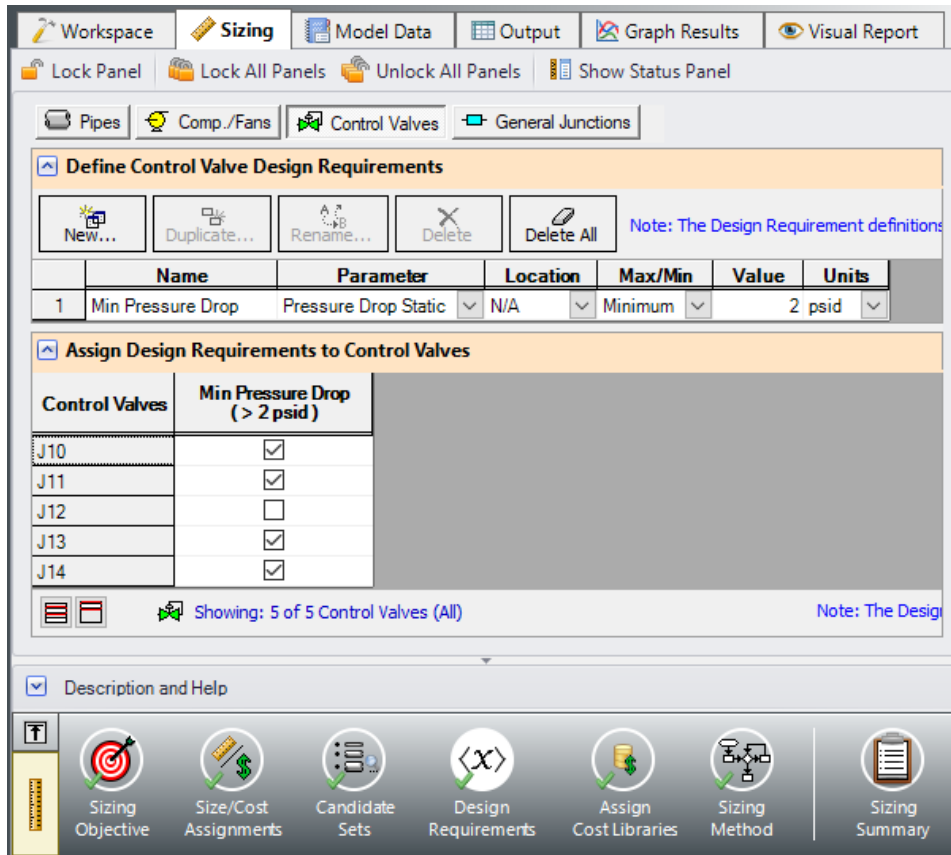 Workspace Sizing Model Data Output Graph Results Visual Report
Lock Panel Lock All Panels Unlock All Panels Show Status Panel
Pipes Comp./Fans Control Valves General Junctions
Define Control Valve Design Requirements
New... Duplicate... Rename... Delete Delete All Note: The Design Requirement definitions
Name Parameter Location Max/Min Value Units
1 Min Pressure Drop Pressure Drop Static N/A Minimum 2 psid
Assign Design Requirements to Control Valves
Control Valves Min Pressure Drop
( > 2 psid )
J10
J11
J12
J13
J14
Showing: 5 of 5 Control Valves (All) Note: The Desig
Description and Help
Sizing Size/Cost Candidate Design Assign Sizing Sizing
Objective Assignments Sets Requirements Cost Libraries Method Summary